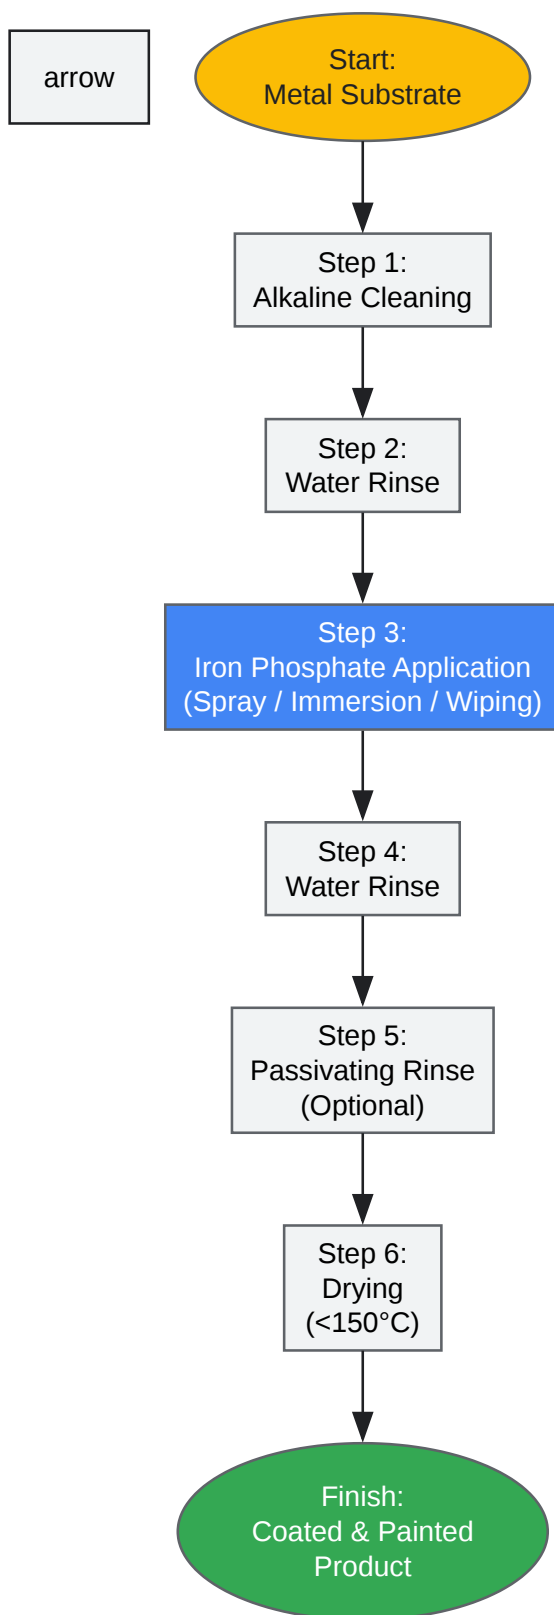 arrow
Start:
Metal Substrate
Step 1:
Alkaline Cleaning
Step 2:
Water Rinse
Step 3:
Iron Phosphate Application
(Spray / Immersion / Wiping)
Step 4:
Water Rinse
Step 5:
Passivating Rinse
(Optional)
Step 6:
Drying
(<150°C)
Finish:
Coated & Painted
Product